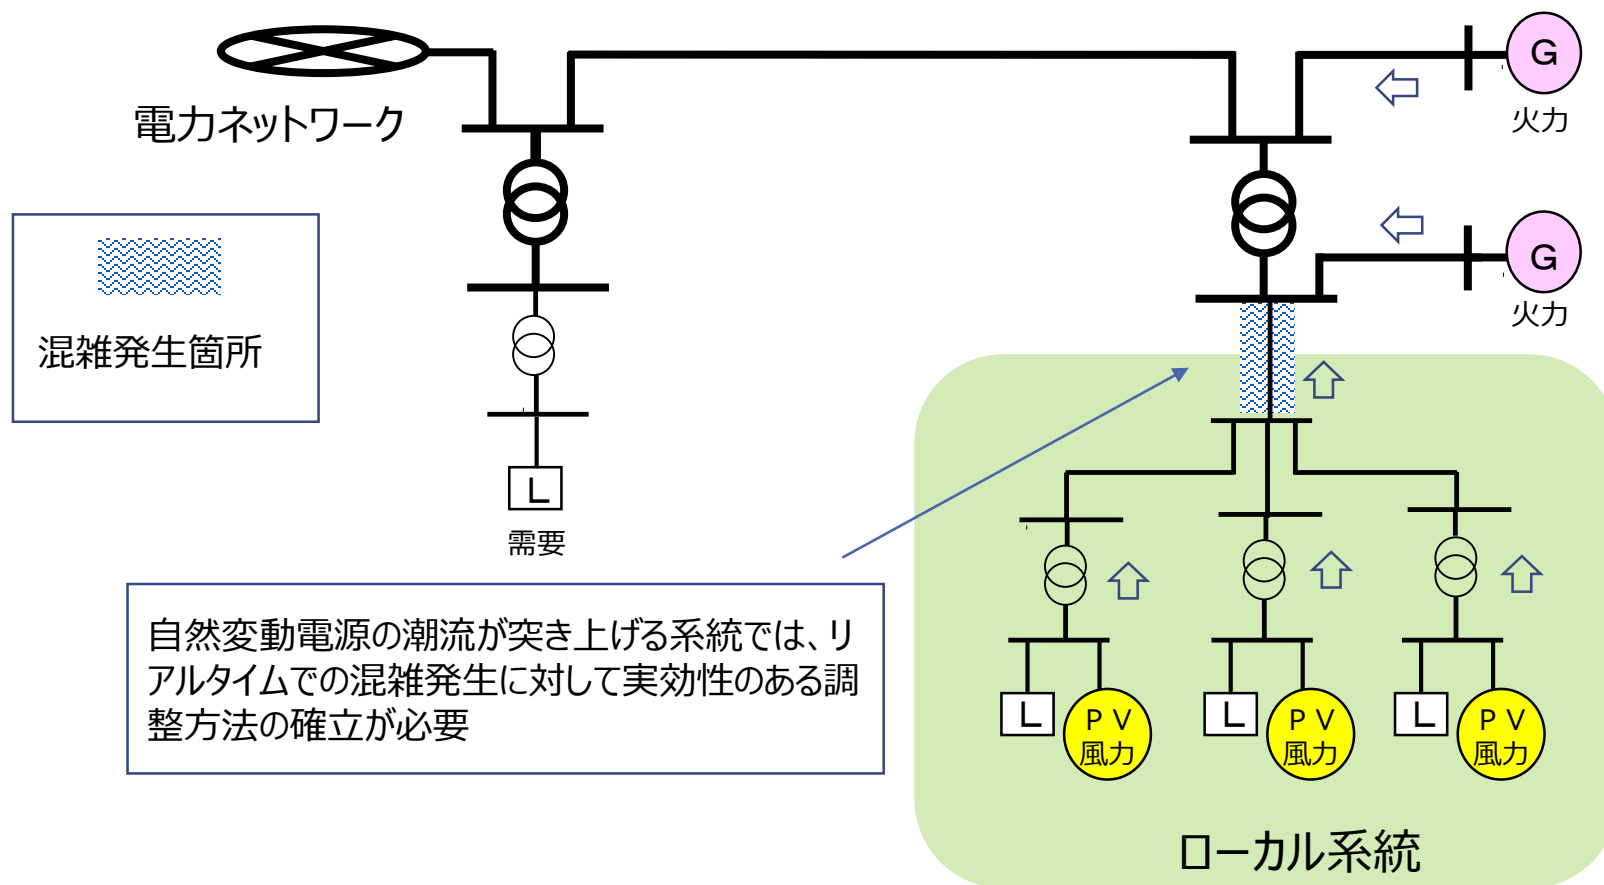 電力ネットワーク
G
火力
G
火力
混雑発生箇所
L
需要
自然変動電源の潮流が突き上げる系統では、リ
アルタイムでの混雑発生に対して実効性のある調
整方法の確立が必要
L
PV
風力
L
PV
風力
L
PV
風力
ローカル系統